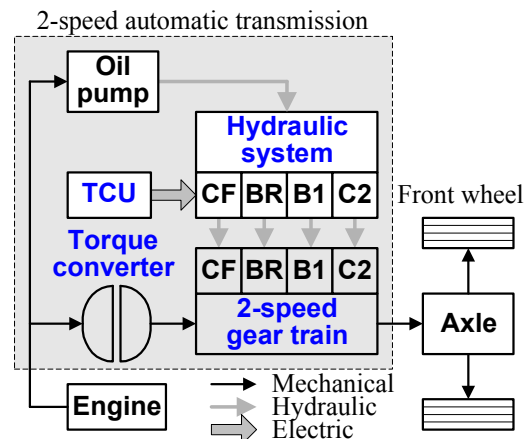 2-speed automatic transmission
Oil
pump
Hydraulic
system
TCU
CF BR B1 C2
Front wheel
Torque
converter
CF BR B1 C2
2-speed
gear train
Axle
Engine
Mechanical
Hydraulic
Electric